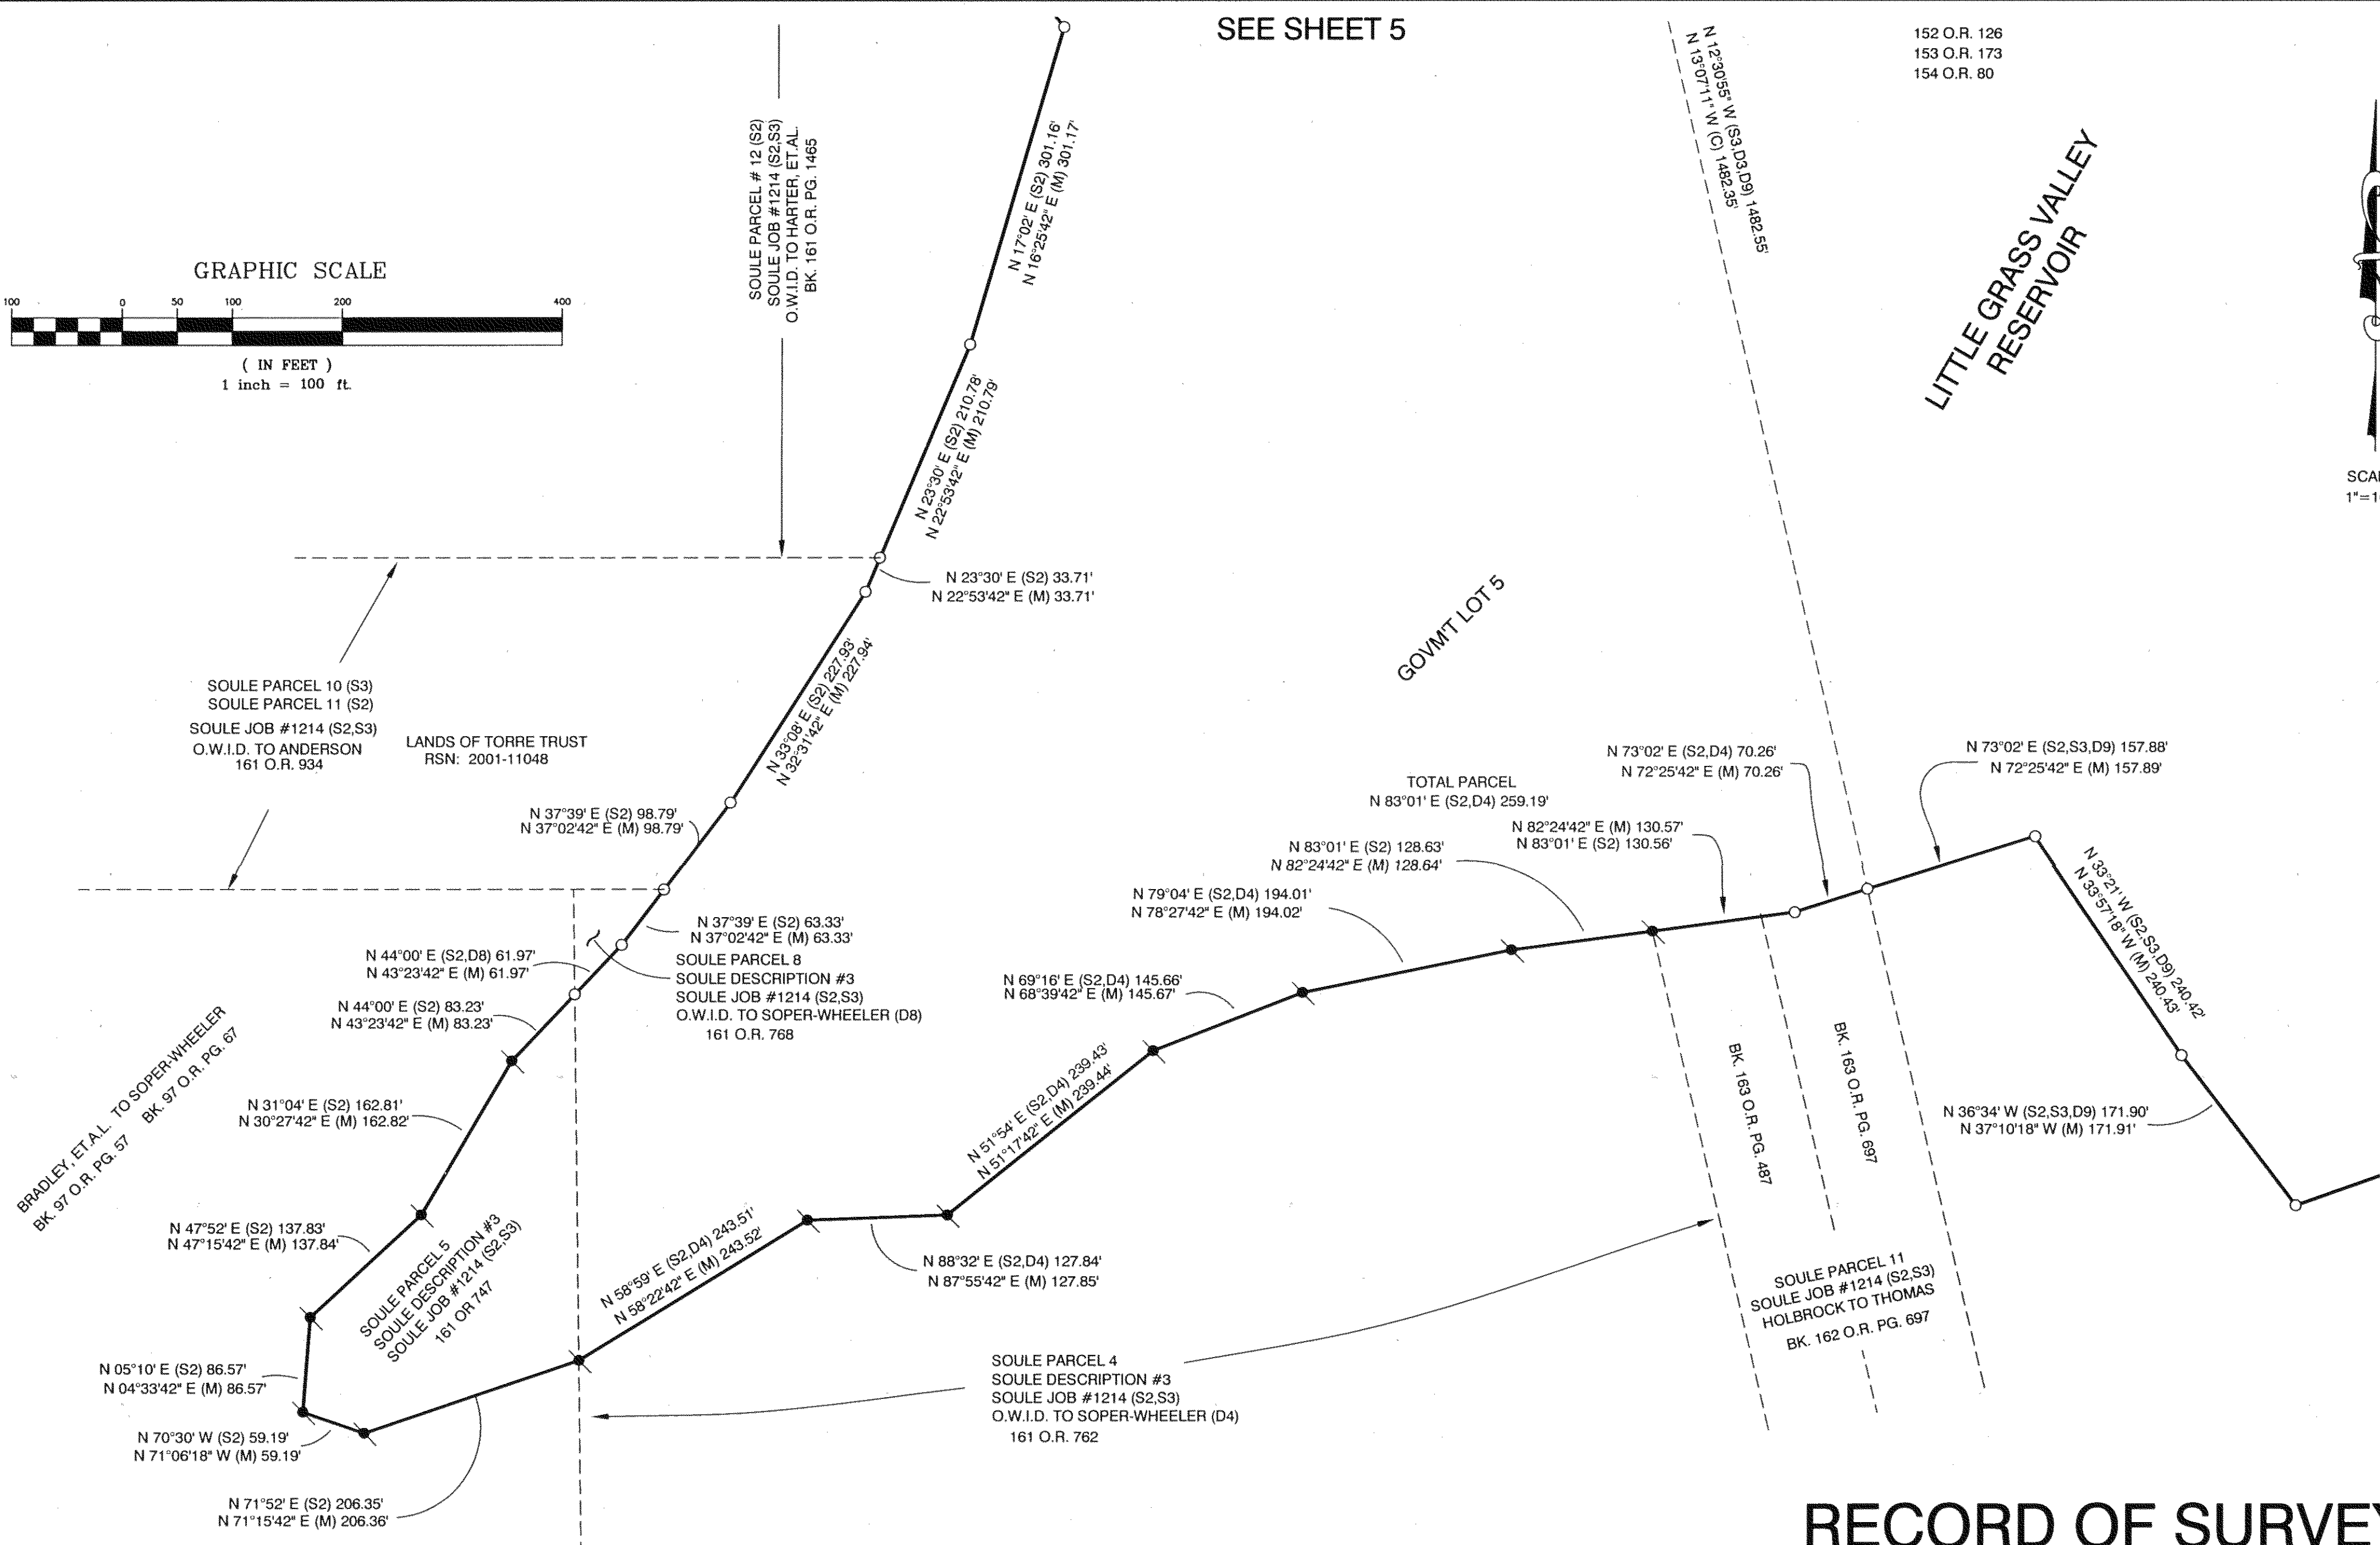 SEE SHEET 5
152 O.R. 126
153 O.R. 173
154 O.R. 80
N 12°30'55" W (S3,D3,D9) 1482.55'
N 13°07'11" W (C) 1482.35'
LITTLE GRASS VALLEY
RESERVOIR
SOULE PARCEL # 12 (S2)
SOULE JOB #1214 (S2,S3)
O.W.I.D. TO HARTER, ET.AL.
BK. 161 O.R. PG. 1465
N 17°02' E (S2) 301.16'
N 16°25'42" E (M) 301.17'
GRAPHIC SCALE
100 0 50 100 200 400
( IN FEET )
1 inch = 100 ft.
N 23°30' E (S2) 210.78'
N 22°53'42" E (M) 210.79'
N 23°30' E (S2) 33.71'
N 22°53'42" E (M) 33.71'
GOVM'T LOT 5
SOULE PARCEL 10 (S3)
SOULE PARCEL 11 (S2)
SOULE JOB #1214 (S2,S3)
O.W.I.D. TO ANDERSON
161 O.R. 934
LANDS OF TORRE TRUST
RSN: 2001-11048
N 33°08' E (S2) 227.93'
N 32°31'42" E (M) 227.94'
N 37°39' E (S2) 98.79'
N 37°02'42" E (M) 98.79'
N 73°02' E (S2,D4) 70.26'
N 72°25'42" E (M) 70.26'
N 73°02' E (S2,S3,D9) 157.88'
N 72°25'42" E (M) 157.89'
TOTAL PARCEL
N 83°01' E (S2,D4) 259.19'
N 82°24'42" E (M) 130.57'
N 83°01' E (S2) 130.56'
N 83°01' E (S2) 128.63'
N 82°24'42" E (M) 128.64'
N 79°04' E (S2,D4) 194.01'
N 78°27'42" E (M) 194.02'
N 33°21' W (S2,S3,D9) 240.42'
N 33°57'18" W (M) 240.43'
N 37°39' E (S2) 63.33'
N 37°02'42" E (M) 63.33'
N 44°00' E (S2,D8) 61.97'
N 43°23'42" E (M) 61.97'
SOULE PARCEL 8
SOULE DESCRIPTION #3
SOULE JOB #1214 (S2,S3)
O.W.I.D. TO SOPER-WHEELER (D8)
161 O.R. 768
N 69°16' E (S2,D4) 145.66'
N 68°39'42" E (M) 145.67'
N 44°00' E (S2) 83.23'
N 43°23'42" E (M) 83.23'
BRADLEY, ET.A.L. TO SOPER-WHEELER
BK. 97 O.R. PG. 57 BK. 97 O.R. PG. 67
N 31°04' E (S2) 162.81'
N 30°27'42" E (M) 162.82'
N 51°54' E (S2,D4) 239.43'
N 51°17'42" E (M) 239.44'
BK. 163 O.R. PG. 487
BK. 163 O.R. PG. 697
N 36°34' W (S2,S3,D9) 171.90'
N 37°10'18" W (M) 171.91'
N 47°52' E (S2) 137.83'
N 47°15'42" E (M) 137.84'
SOULE PARCEL 5
SOULE DESCRIPTION #3
SOULE JOB #1214 (S2,S3)
161 OR 747
N 58°59' E (S2,D4) 243.51'
N 58°22'42" E (M) 243.52'
N 88°32' E (S2,D4) 127.84'
N 87°55'42" E (M) 127.85'
SOULE PARCEL 11
SOULE JOB #1214 (S2,S3)
HOLBROCK TO THOMAS
BK. 162 O.R. PG. 697
N 05°10' E (S2) 86.57'
N 04°33'42" E (M) 86.57'
SOULE PARCEL 4
SOULE DESCRIPTION #3
SOULE JOB #1214 (S2,S3)
O.W.I.D. TO SOPER-WHEELER (D4)
161 O.R. 762
N 70°30' W (S2) 59.19'
N 71°06'18" W (M) 59.19'
N 71°52' E (S2) 206.35'
N 71°15'42" E (M) 206.36'
RECORD OF SURVEY